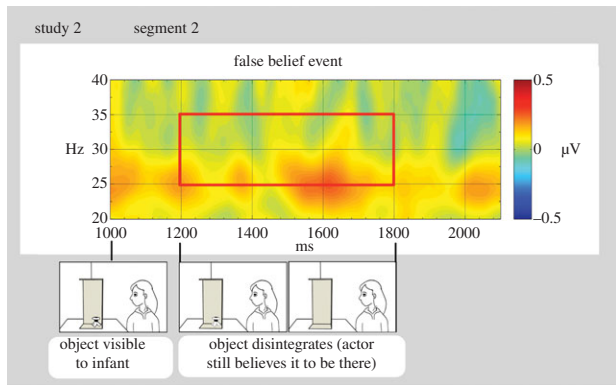 study 2 segment 2
false belief event
40
35
30
25
20
Hz
1000 1200 1400 1600 1800 2000
ms
0.5
0
–0.5
µV
object visible
to infant
object disintegrates (actor
still believes it to be there)